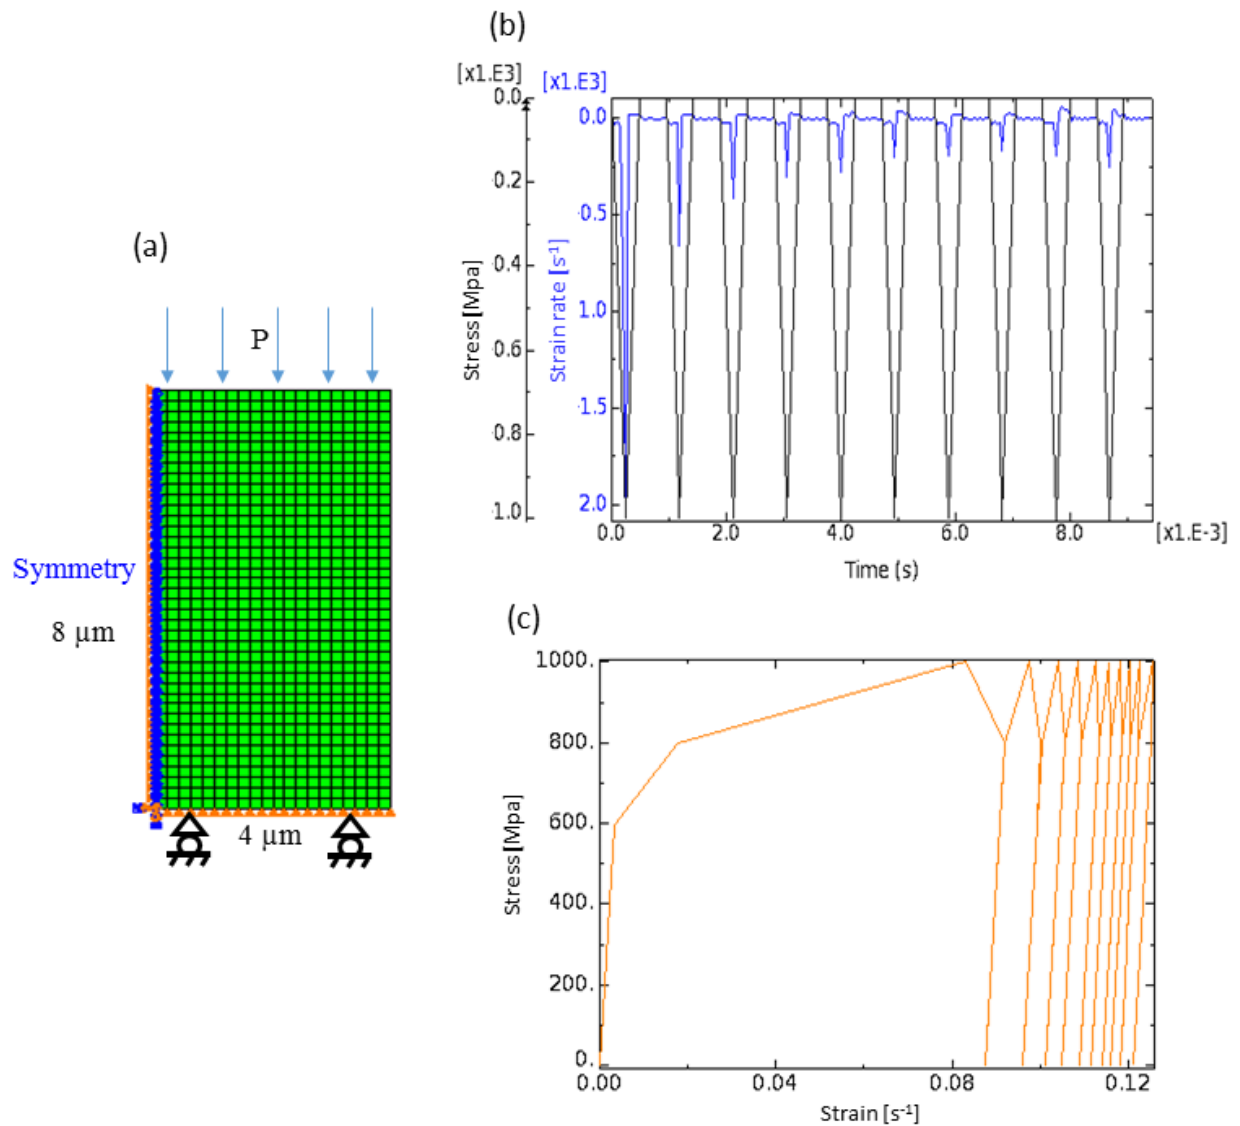 (b)
[x1.E3] [x1.E3]
0.0
0.2
0.4
0.6
0.8
1.0
Stress [Mpa]
0.0
0.5
1.0
1.5
2.0
Strain rate [s-1]
0.0 2.0 4.0 6.0 8.0 [x1.E-3]
Time (s)
(a)
P
Symmetry
8 µm
4 µm
(c)
1000.
800.
600.
400.
200.
0.
Stress [Mpa]
0.00 0.04 0.08 0.12
Strain [s-1]